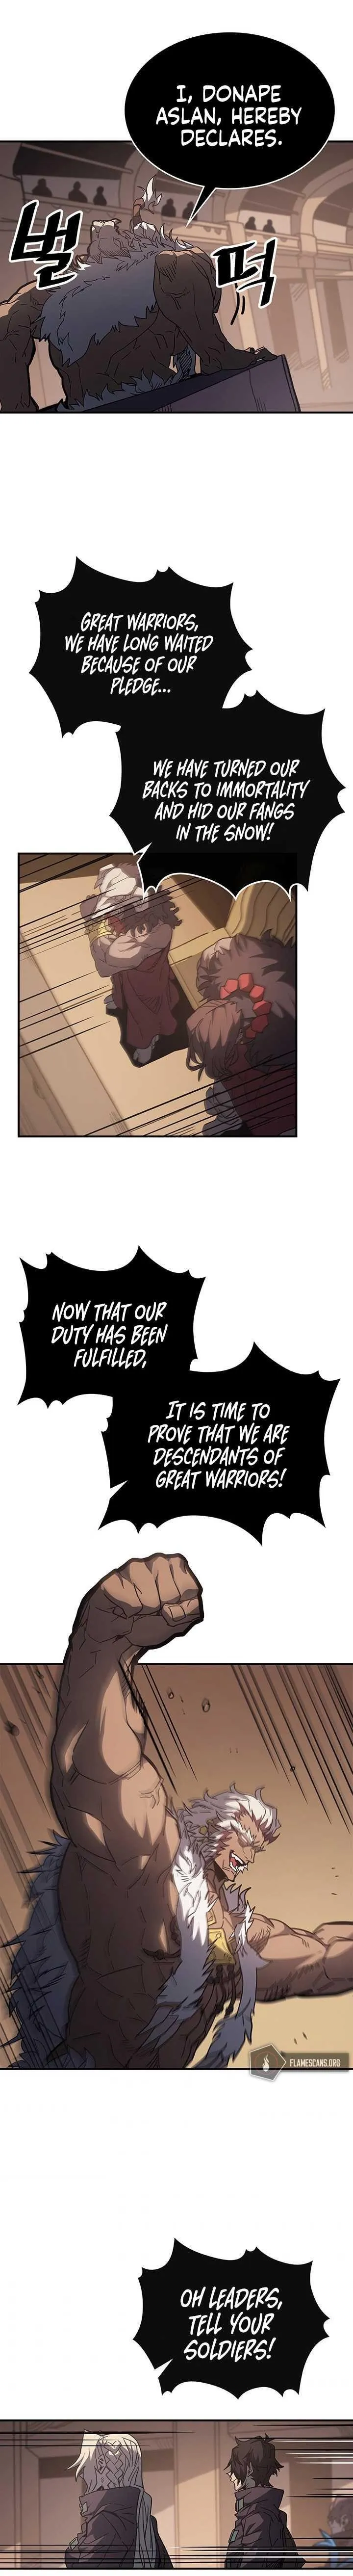 I, DONAPE
ASLAN, HEREBY
DECLARES.
벌
떡
GREAT WARRIORS,
WE HAVE LONG WAITED
BECAUSE OF OUR
PLEDGE...
WE HAVE TURNED OUR
BACKS TO IMMORTALITY
AND HID OUR FANGS
IN THE SNOW!
NOW THAT OUR
DUTY HAS BEEN
FULFILLED,
IT IS TIME TO
PROVE THAT WE ARE
DESCENDANTS OF
GREAT WARRIORS!
FLAMESCANS.ORG
OH LEADERS,
TELL YOUR
SOLDIERS!